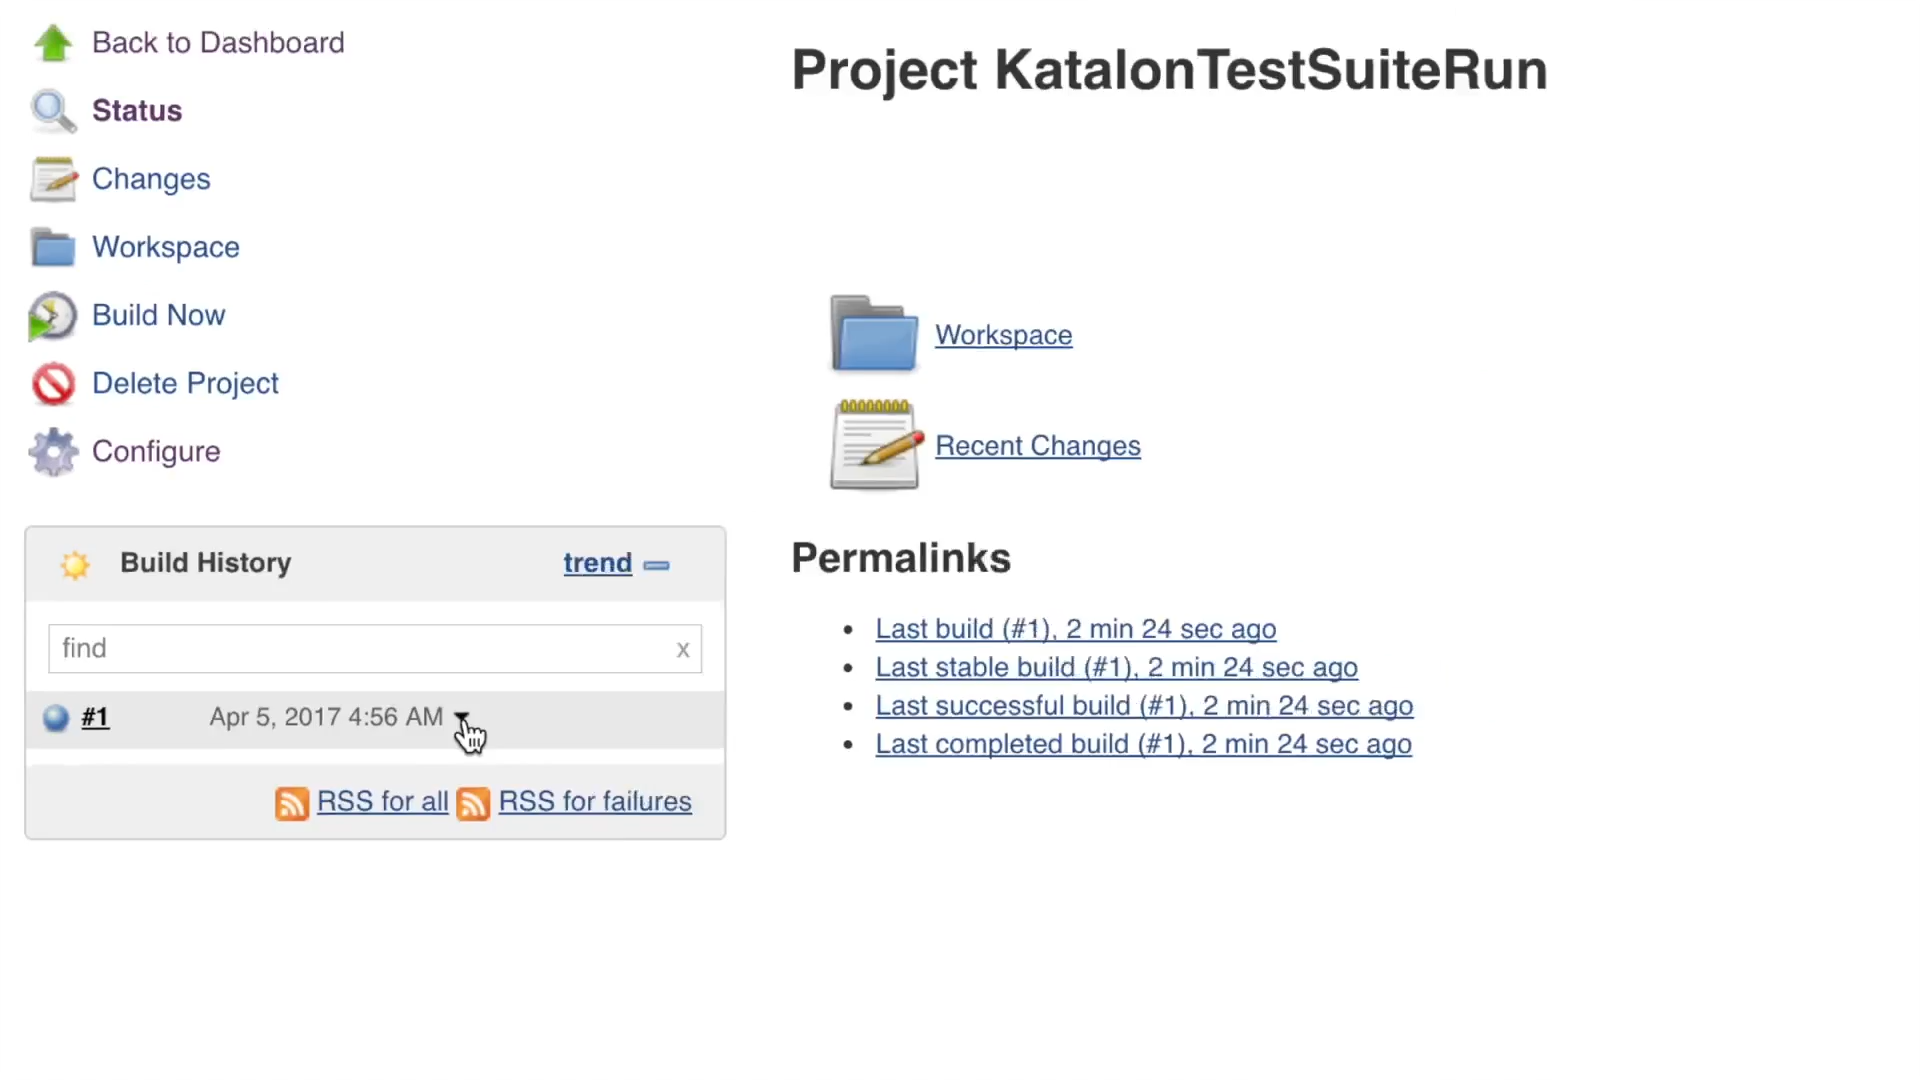 Back to Dashboard
Status
Changes
Workspace
Build Now
Delete Project
Configure
Build History trend
find x
#1 Apr 5, 2017 4:56 AM
RSS for all RSS for failures
Project KatalonTestSuiteRun
Workspace
Recent Changes
Permalinks
Last build (#1), 2 min 24 sec ago
Last stable build (#1), 2 min 24 sec ago
Last successful build (#1), 2 min 24 sec ago
Last completed build (#1), 2 min 24 sec ago